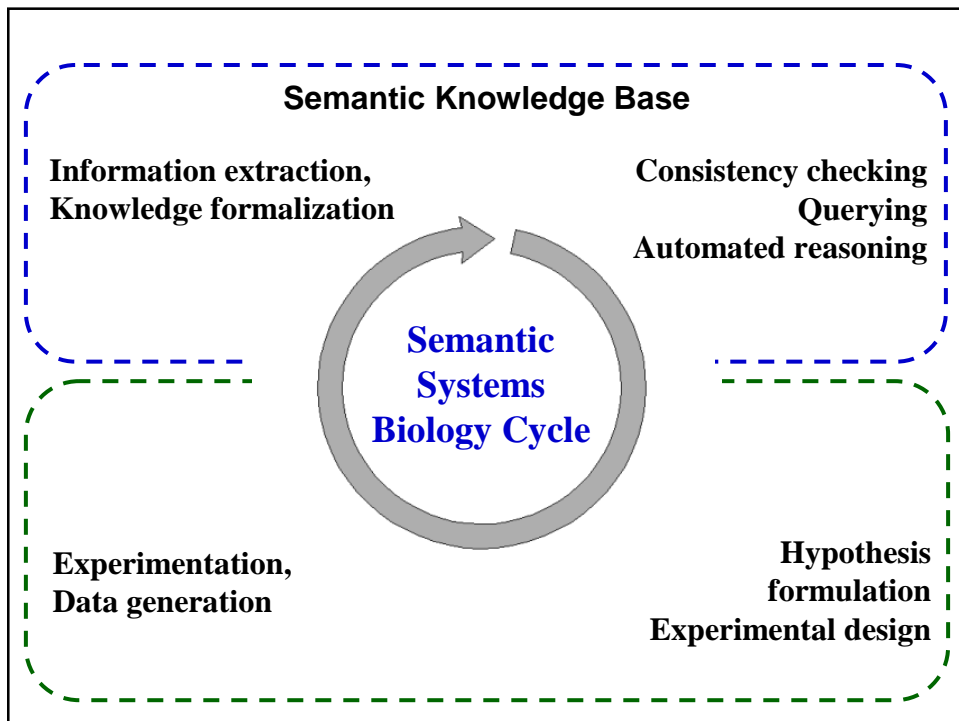 Semantic Knowledge Base
Information extraction,
Knowledge formalization
Consistency checking
Querying
Automated reasoning
Semantic
Systems
Biology Cycle
Experimentation,
Data generation
Hypothesis
formulation
Experimental design